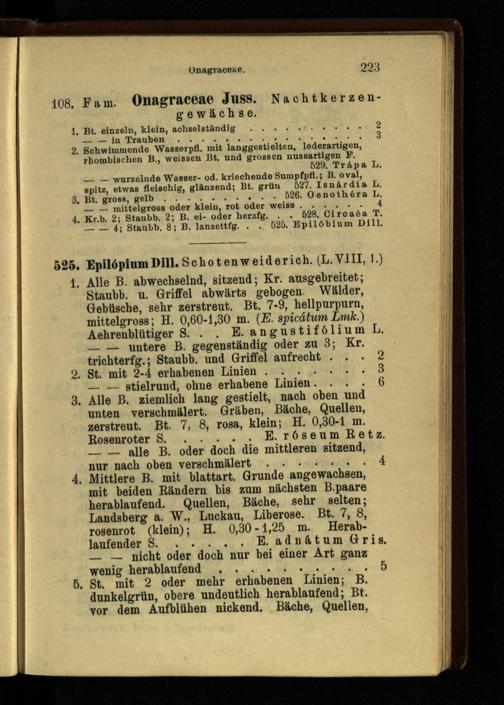 Onagraceae. 223
108. Fam. Onagraceae Juss. Nachtkerzen-
gewächse.
1. Bt. einzeln, klein, achselständig . . . . . . . . . 2
— — in Trauben . . . . . . . . . . . . . . 3
2. Schwimmende Wasserpfl. mit langgestielten, lederartigen,
rhombischen B., weissen Bt. und grossen nussartigen F.
529. Trápa L.
— — wurzelnde Wasser- od. kriechende Sumpfpfl.; B. oval,
spitz, etwas fleischig, glänzend; Bt. grün 527. Isnárdia L.
3. Bt. gross, gelb . . . . . . . . . 526. Oenothéra L.
— — mittelgross oder klein, rot oder weiss . . . . . . 4
4. Kr.b. 2; Staubb. 2; B. ei- oder herzfg. . . 528. Circaéa T.
— — 4; Staubb. 8; B. lanzettfg. . . . 525. Epilóbium Dill.
525. Epilópium Dill. Schotenweiderich. (L. VIII, 1.)
1. Alle B. abwechselnd, sitzend; Kr. ausgebreitet;
Staubb. u. Griffel abwärts gebogen. Wälder,
Gebüsche, sehr zerstreut. Bt. 7-9, hellpurpurn,
mittelgross; H. 0,60-1,30 m. (E. spicátum Lmk.)
Aehrenblütiger S. . . . E. angustifólium L.
— — untere B. gegenständig oder zu 3; Kr.
trichterfg.; Staubb. und Griffel aufrecht . . . 2
2. St. mit 2-4 erhabenen Linien . . . . . . . 3
— — stielrund, ohne erhabene Linien . . . . 6
3. Alle B. ziemlich lang gestielt, nach oben und
unten verschmälert. Gräben, Bäche, Quellen,
zerstreut. Bt. 7, 8, rosa, klein; H. 0,30-1 m.
Rosenroter S. . . . . . E. róseum Retz.
— — alle B. oder doch die mittleren sitzend,
nur nach oben verschmälert . . . . . . . 4
4. Mittlere B. mit blattart. Grunde angewachsen,
mit beiden Rändern bis zum nächsten B.paare
herablaufend. Quellen, Bäche, sehr selten;
Landsberg a. W., Luckau, Liberose. Bt. 7, 8,
rosenrot (klein); H. 0,30-1,25 m. Herab-
laufender S. . . . . . E. adnátum Gris.
— — nicht oder doch nur bei einer Art ganz
wenig herablaufend . . . . . . . . . . 5
5. St. mit 2 oder mehr erhabenen Linien; B.
dunkelgrün, obere undeutlich herablaufend; Bt.
vor dem Aufblühen nickend. Bäche, Quellen,